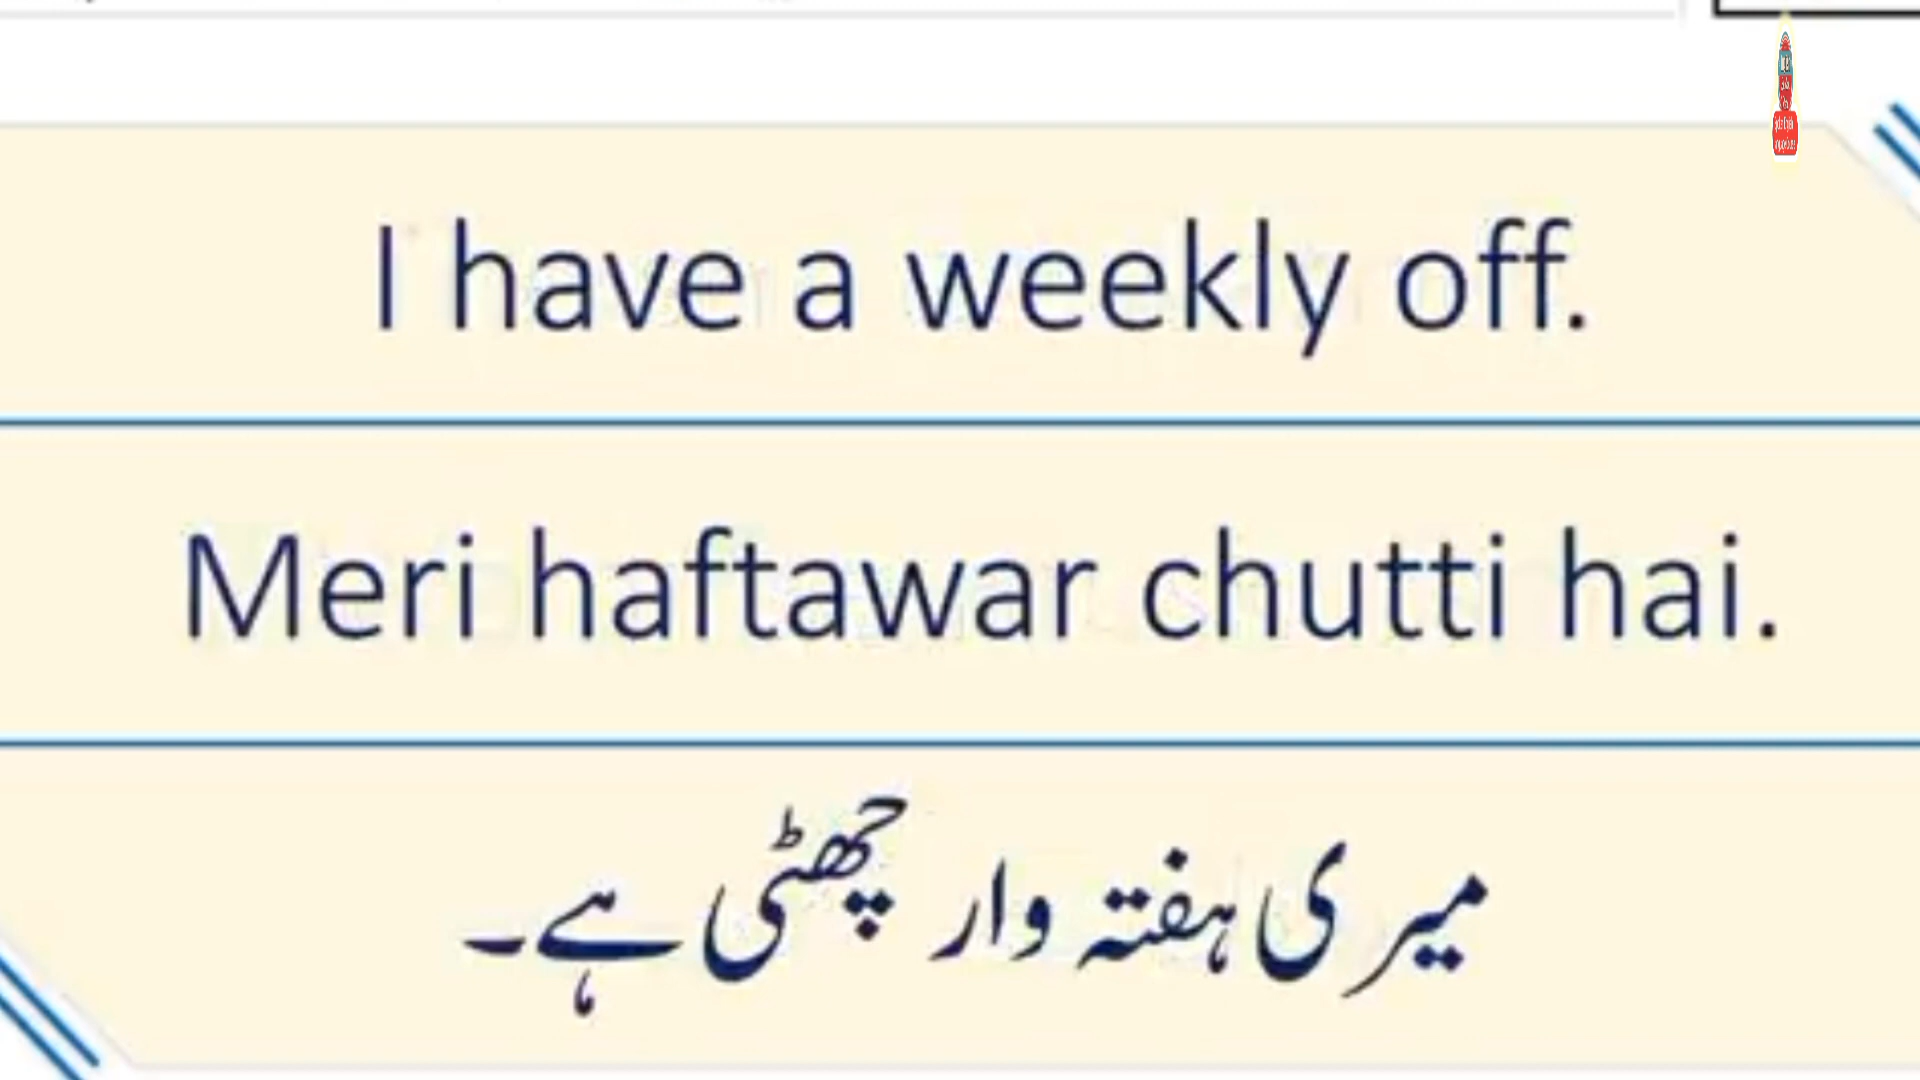 I have a weekly off.
Meri haftawar chutti hai.
میری ہفتہ وار چھٹی ہے۔